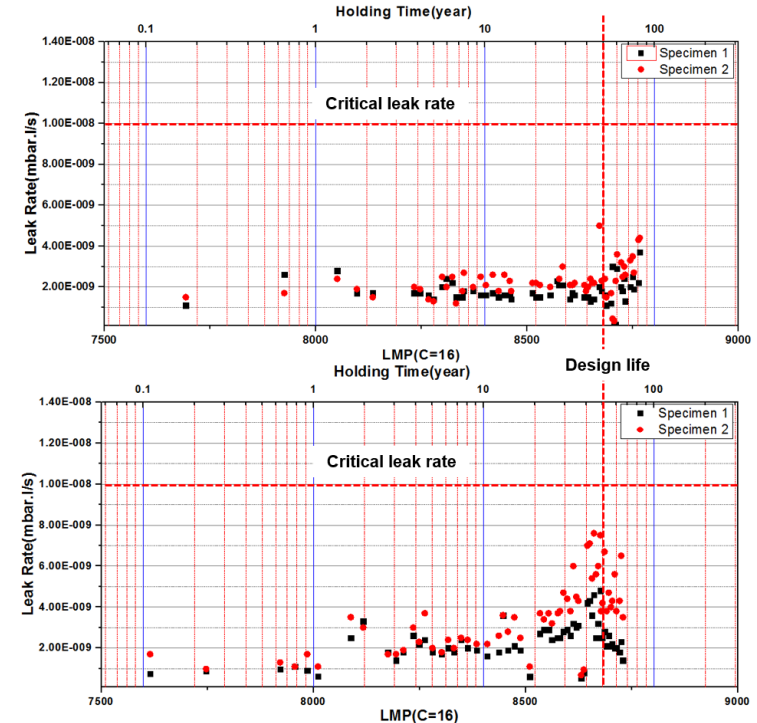 Holding Time(year)
0.1 1 10 100
1.40E-008
Specimen 1
1.20E-008
Specimen 2
Critical leak rate
1.00E-008
Leak Rate(mbar.l/s)
8.00E-009
6.00E-009
4.00E-009
2.00E-009
7500 8000 8500 9000
LMP(C=16)
Design life
Holding Time(year)
0.1 1 10 100
1.40E-008
Specimen 1
1.20E-008
Specimen 2
Critical leak rate
1.00E-008
Leak Rate(mbar.l/s)
8.00E-009
6.00E-009
4.00E-009
2.00E-009
7500 8000 8500 9000
LMP(C=16)